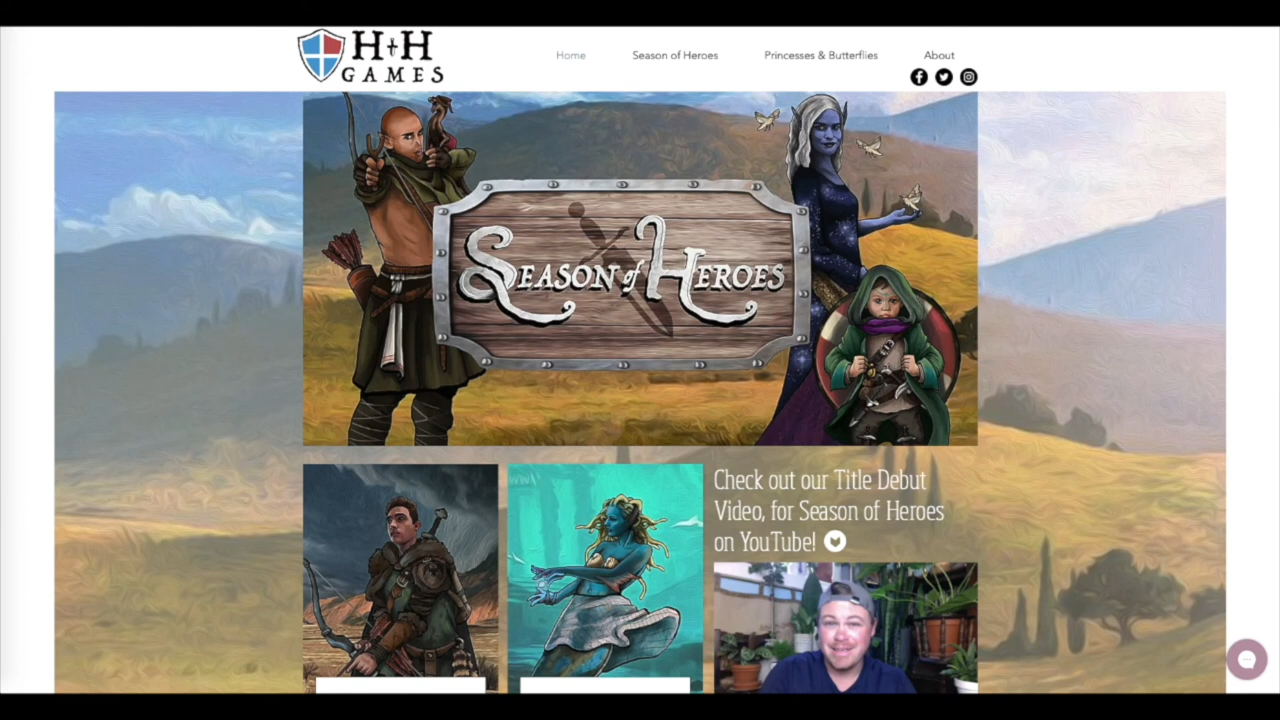 H+H
GAMES
Home
Season of Heroes
Princesses & Butterflies
About
SEASON of HEROES
Check out our Title Debut
Video, for Season of Heroes
on YouTube!